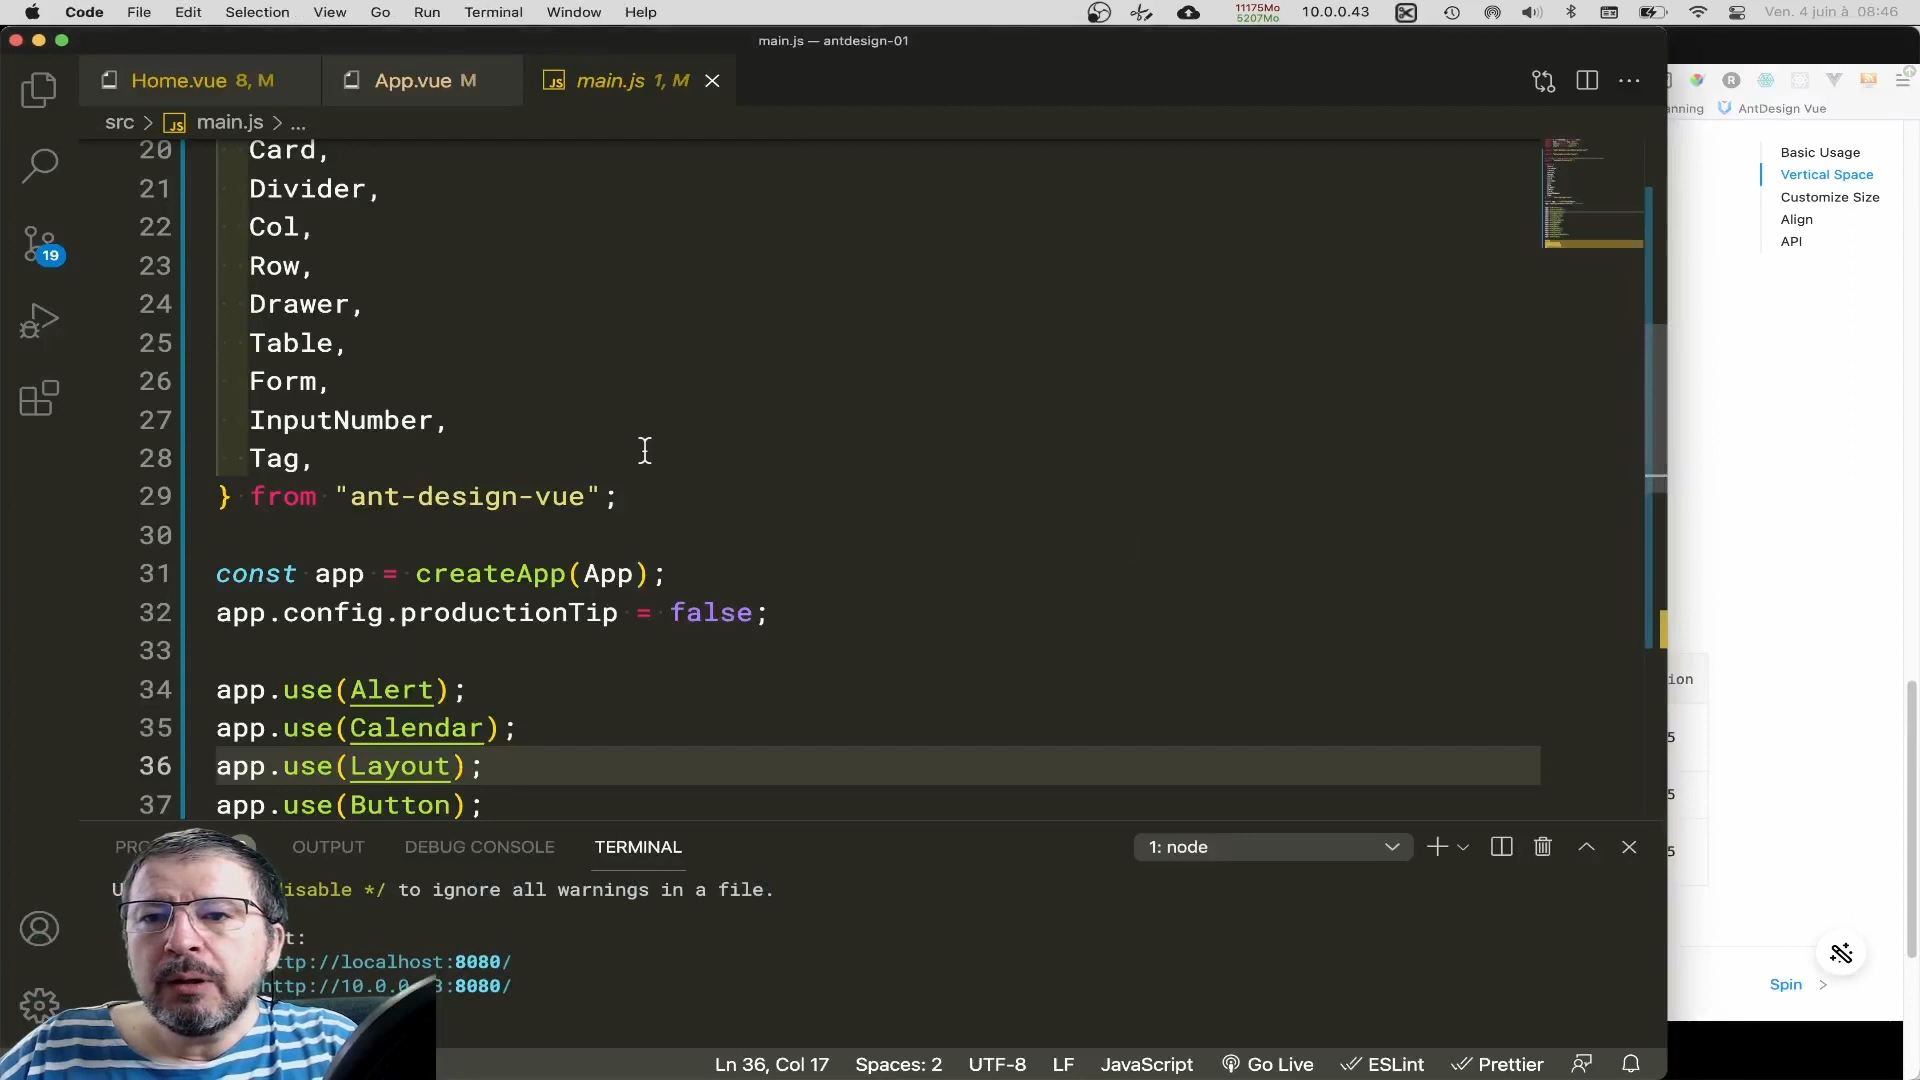 Code File Edit Selection View Go Run Terminal Window Help
11175Mo
5207Mo
10.0.0.43
Ven. 4 juin à 08:46
main.js — antdesign-01
Home.vue 8, M
App.vue M
JS main.js 1, M
src > JS main.js > ...
19
20 Card,
21 Divider,
22 Col,
23 Row,
24 Drawer,
25 Table,
26 Form,
27 InputNumber,
28 Tag,
29 } from "ant-design-vue";
30
31 const app = createApp(App);
32 app.config.productionTip = false;
33
34 app.use(Alert);
35 app.use(Calendar);
36 app.use(Layout);
37 app.use(Button);
OUTPUT DEBUG CONSOLE TERMINAL
1: node
isable */ to ignore all warnings in a file.
t:
ttp://localhost:8080/
http://10.0.0. 3:8080/
Ln 36, Col 17 Spaces: 2 UTF-8 LF JavaScript Go Live ESLint Prettier
anning
AntDesign Vue
Basic Usage
Vertical Space
Customize Size
Align
API
ion
5
5
5
Spin >